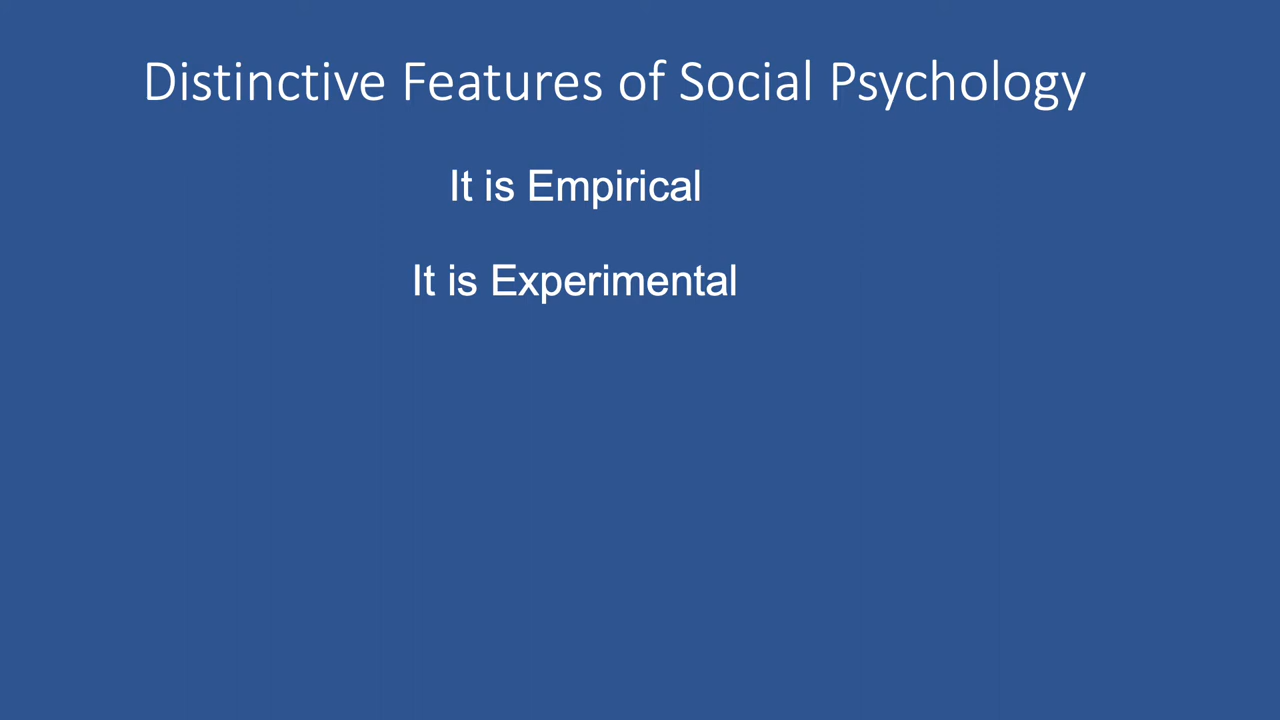 Distinctive Features of Social Psychology
It is Empirical
It is Experimental